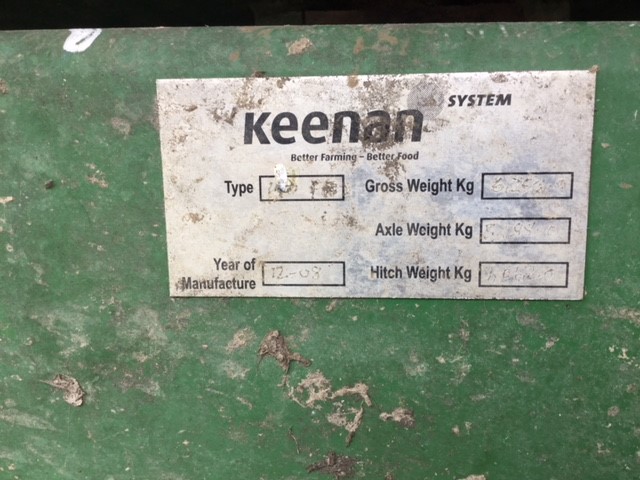 keenan SYSTEM
Better Farming - Better Food
Type
Gross Weight Kg
Axle Weight Kg
Year of Manufacture 12-08
Hitch Weight Kg